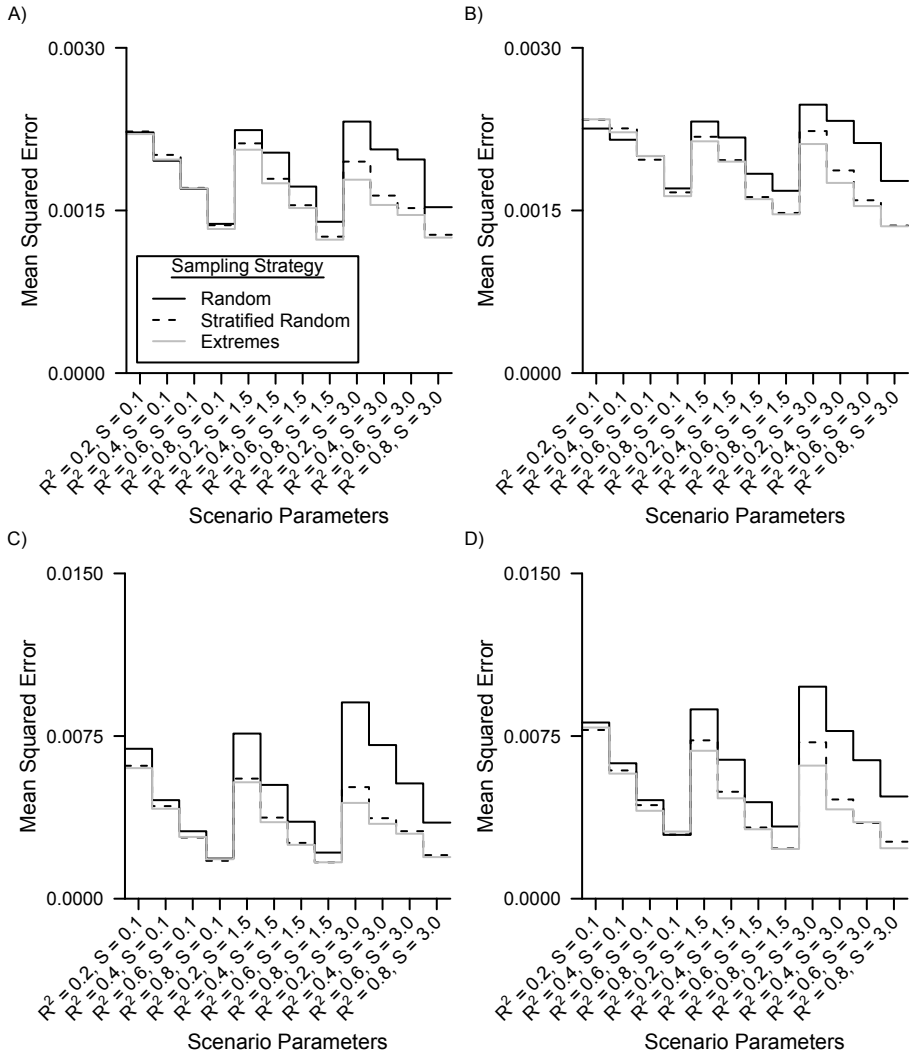 A)
Mean Squared Error
0.0030
0.0015
0.0000
Sampling Strategy
Random
Stratified Random
Extremes
R² = 0.2, S = 0.1
R² = 0.4, S = 0.1
R² = 0.6, S = 0.1
R² = 0.8, S = 0.1
R² = 0.2, S = 1.5
R² = 0.4, S = 1.5
R² = 0.6, S = 1.5
R² = 0.8, S = 1.5
R² = 0.2, S = 3.0
R² = 0.4, S = 3.0
R² = 0.6, S = 3.0
R² = 0.8, S = 3.0
Scenario Parameters
B)
Mean Squared Error
0.0030
0.0015
0.0000
R² = 0.2, S = 0.1
R² = 0.4, S = 0.1
R² = 0.6, S = 0.1
R² = 0.8, S = 0.1
R² = 0.2, S = 1.5
R² = 0.4, S = 1.5
R² = 0.6, S = 1.5
R² = 0.8, S = 1.5
R² = 0.2, S = 3.0
R² = 0.4, S = 3.0
R² = 0.6, S = 3.0
R² = 0.8, S = 3.0
Scenario Parameters
C)
Mean Squared Error
0.0150
0.0075
0.0000
R² = 0.2, S = 0.1
R² = 0.4, S = 0.1
R² = 0.6, S = 0.1
R² = 0.8, S = 0.1
R² = 0.2, S = 1.5
R² = 0.4, S = 1.5
R² = 0.6, S = 1.5
R² = 0.8, S = 1.5
R² = 0.2, S = 3.0
R² = 0.4, S = 3.0
R² = 0.6, S = 3.0
R² = 0.8, S = 3.0
Scenario Parameters
D)
Mean Squared Error
0.0150
0.0075
0.0000
R² = 0.2, S = 0.1
R² = 0.4, S = 0.1
R² = 0.6, S = 0.1
R² = 0.8, S = 0.1
R² = 0.2, S = 1.5
R² = 0.4, S = 1.5
R² = 0.6, S = 1.5
R² = 0.8, S = 1.5
R² = 0.2, S = 3.0
R² = 0.4, S = 3.0
R² = 0.6, S = 3.0
R² = 0.8, S = 3.0
Scenario Parameters